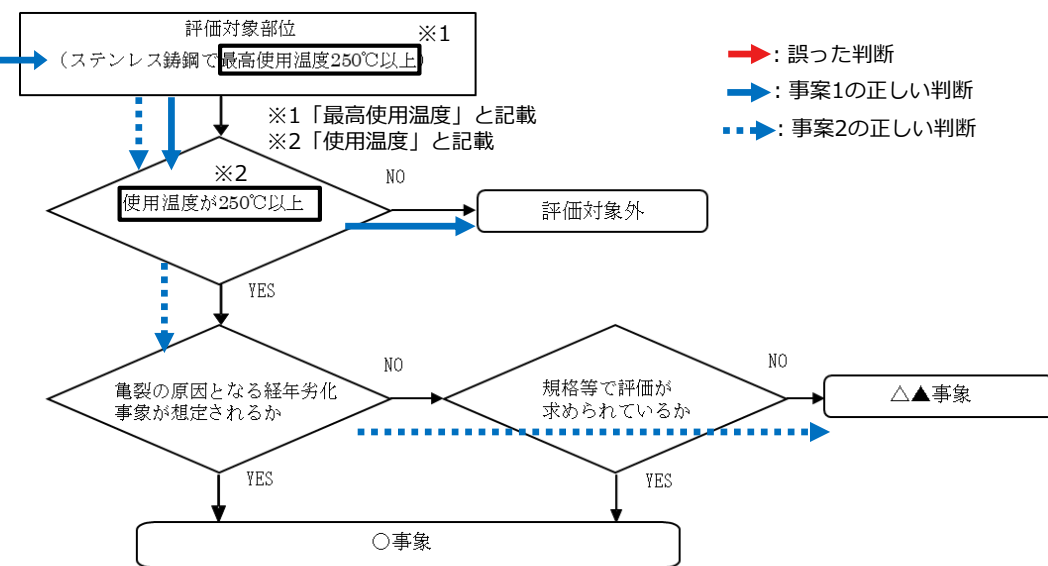 評価対象部位
※1
（ステンレス鋳鋼で最高使用温度250℃以上）
: 誤った判断
: 事案1の正しい判断
: 事案2の正しい判断
※1「最高使用温度」と記載
※2「使用温度」と記載
※2
使用温度が250℃以上
NO
評価対象外
YES
亀裂の原因となる経年劣化
事象が想定されるか
NO
規格等で評価が
求められているか
NO
△▲事象
YES
YES
○事象